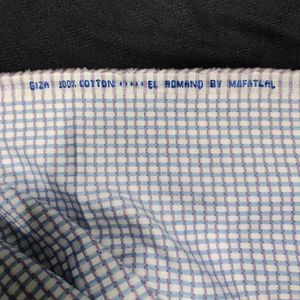 GIZA 100% COTTON ***** EL ROMANO BY MAFATLAL